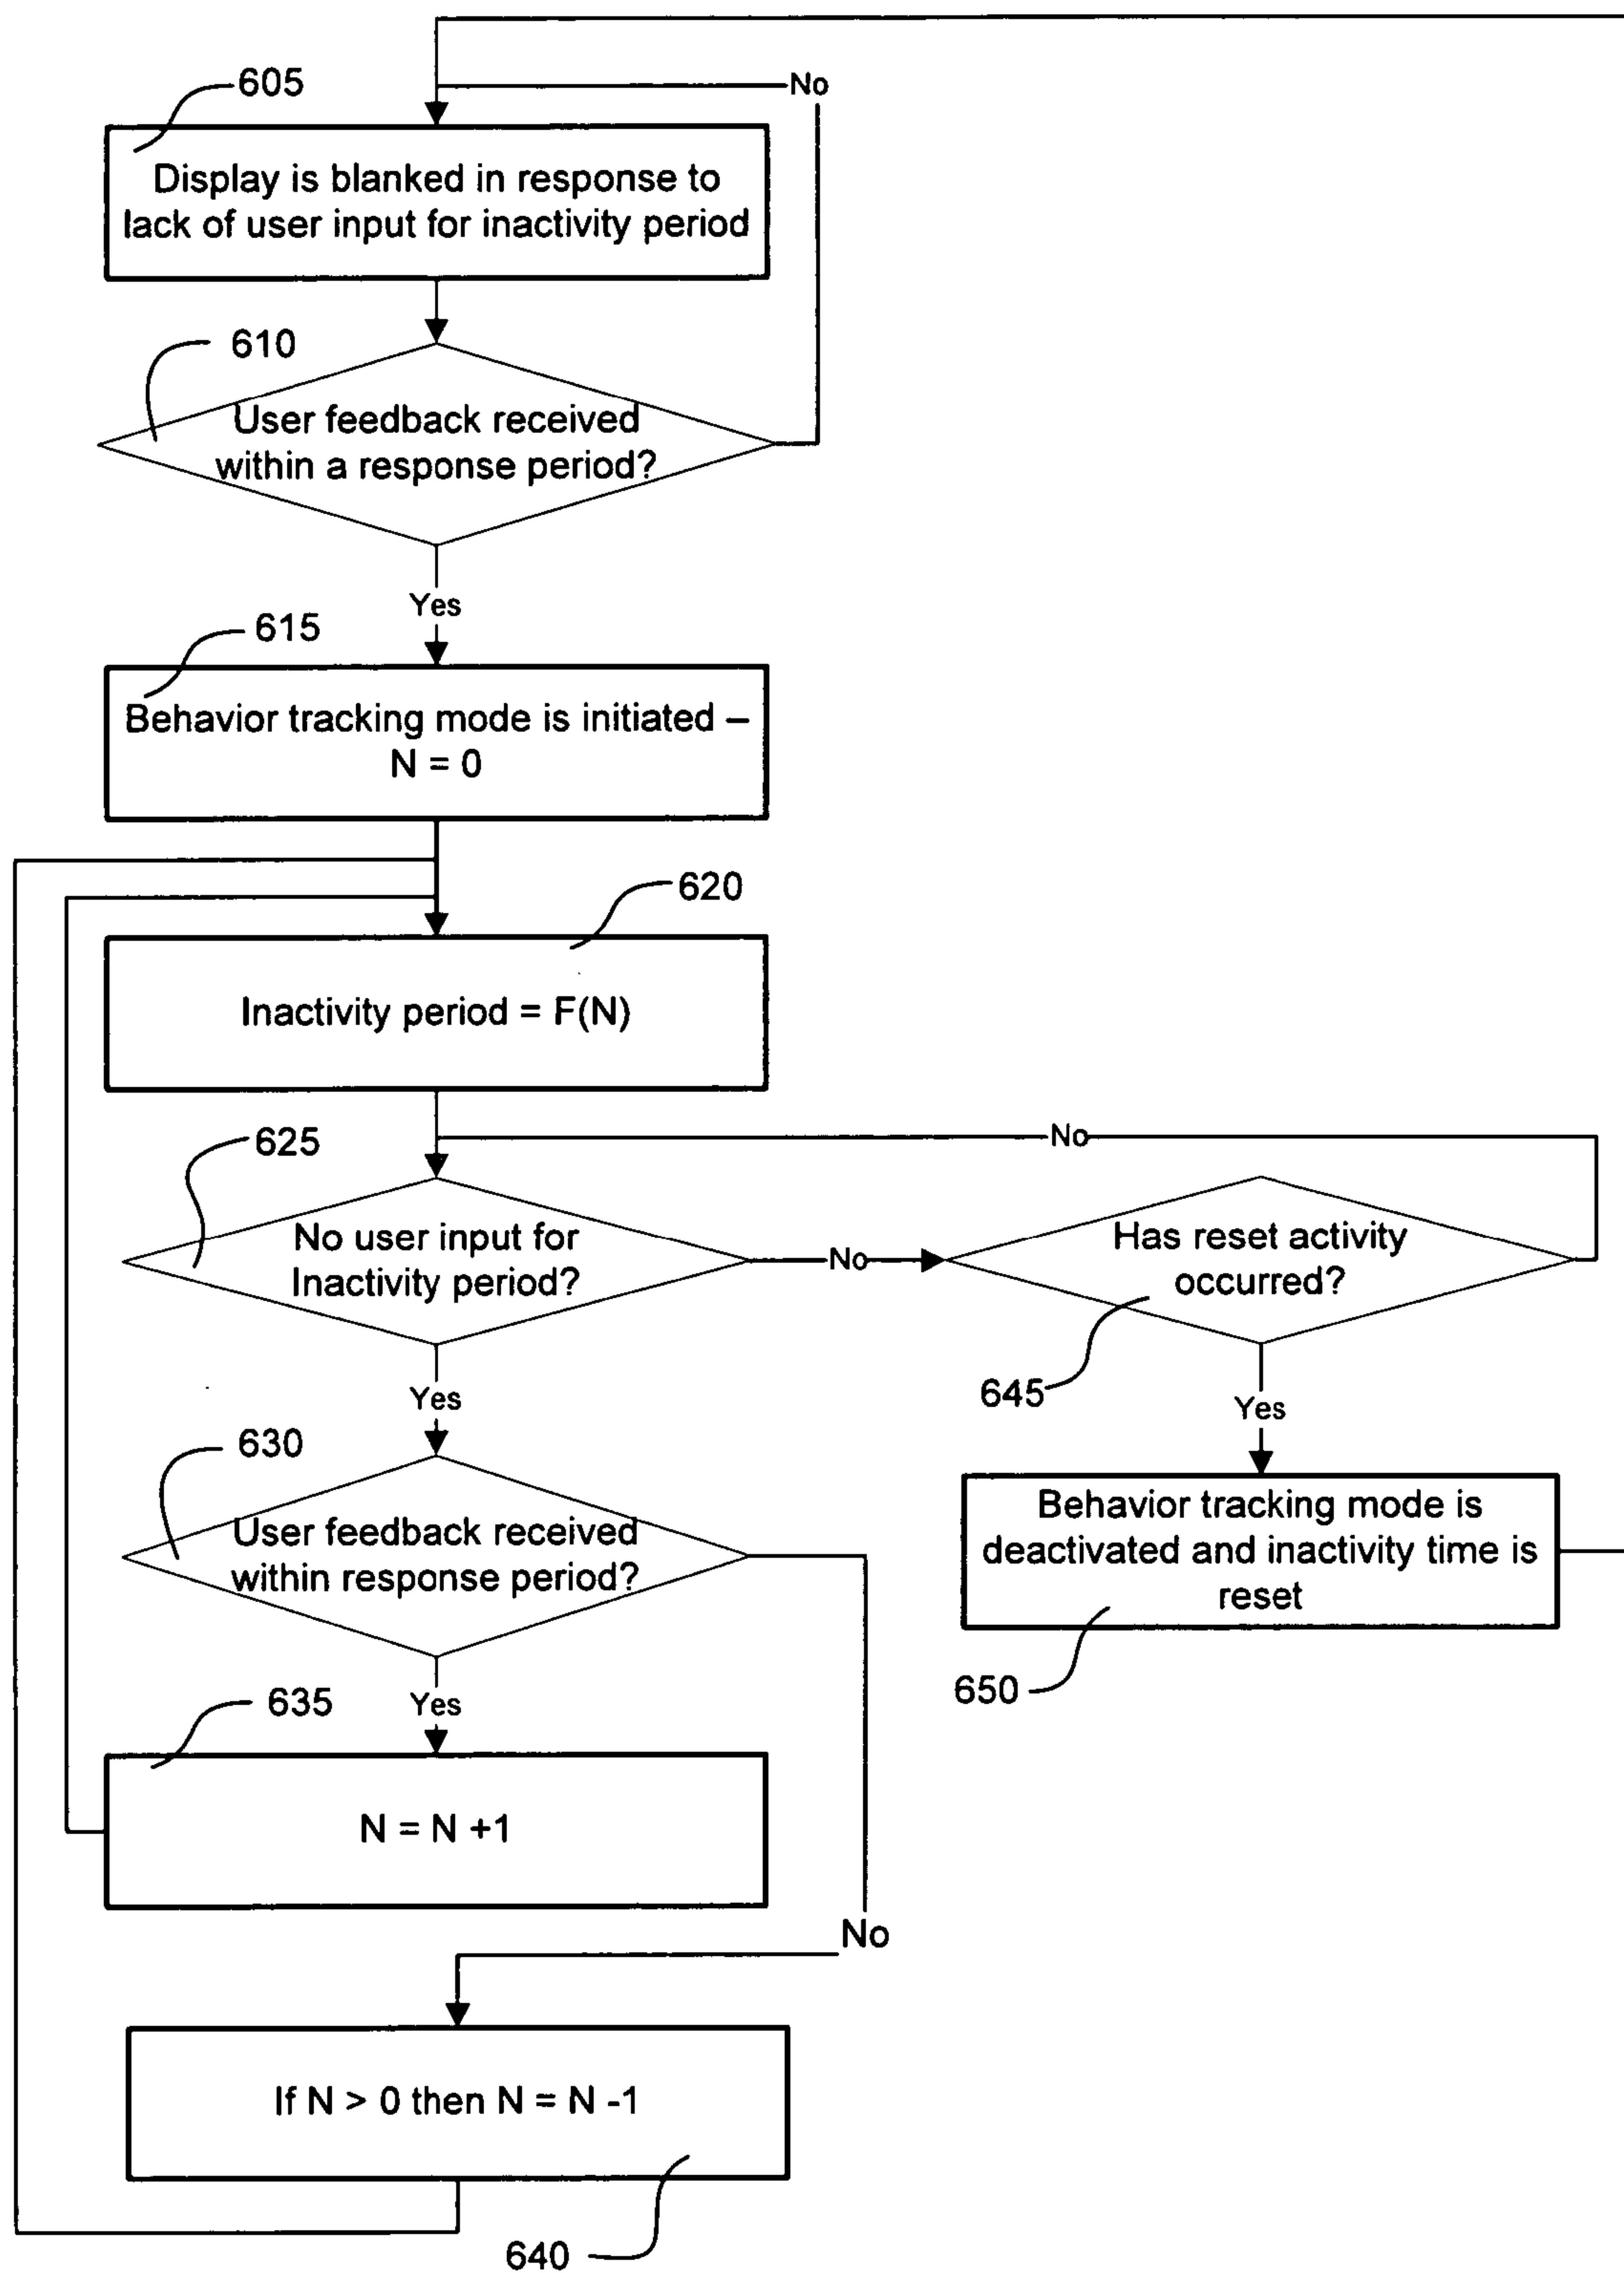 No
605
Display is blanked in response to
lack of user input for inactivity period
610
User feedback received
within a response period?
Yes
615
Behavior tracking mode is initiated –
N = 0
620
Inactivity period = F(N)
No
625
No user input for
Inactivity period?
No
Has reset activity
occurred?
645
Yes
Yes
630
User feedback received
within response period?
Behavior tracking mode is
deactivated and inactivity time is
reset
650
635
Yes
N = N +1
No
If N > 0 then N = N -1
640